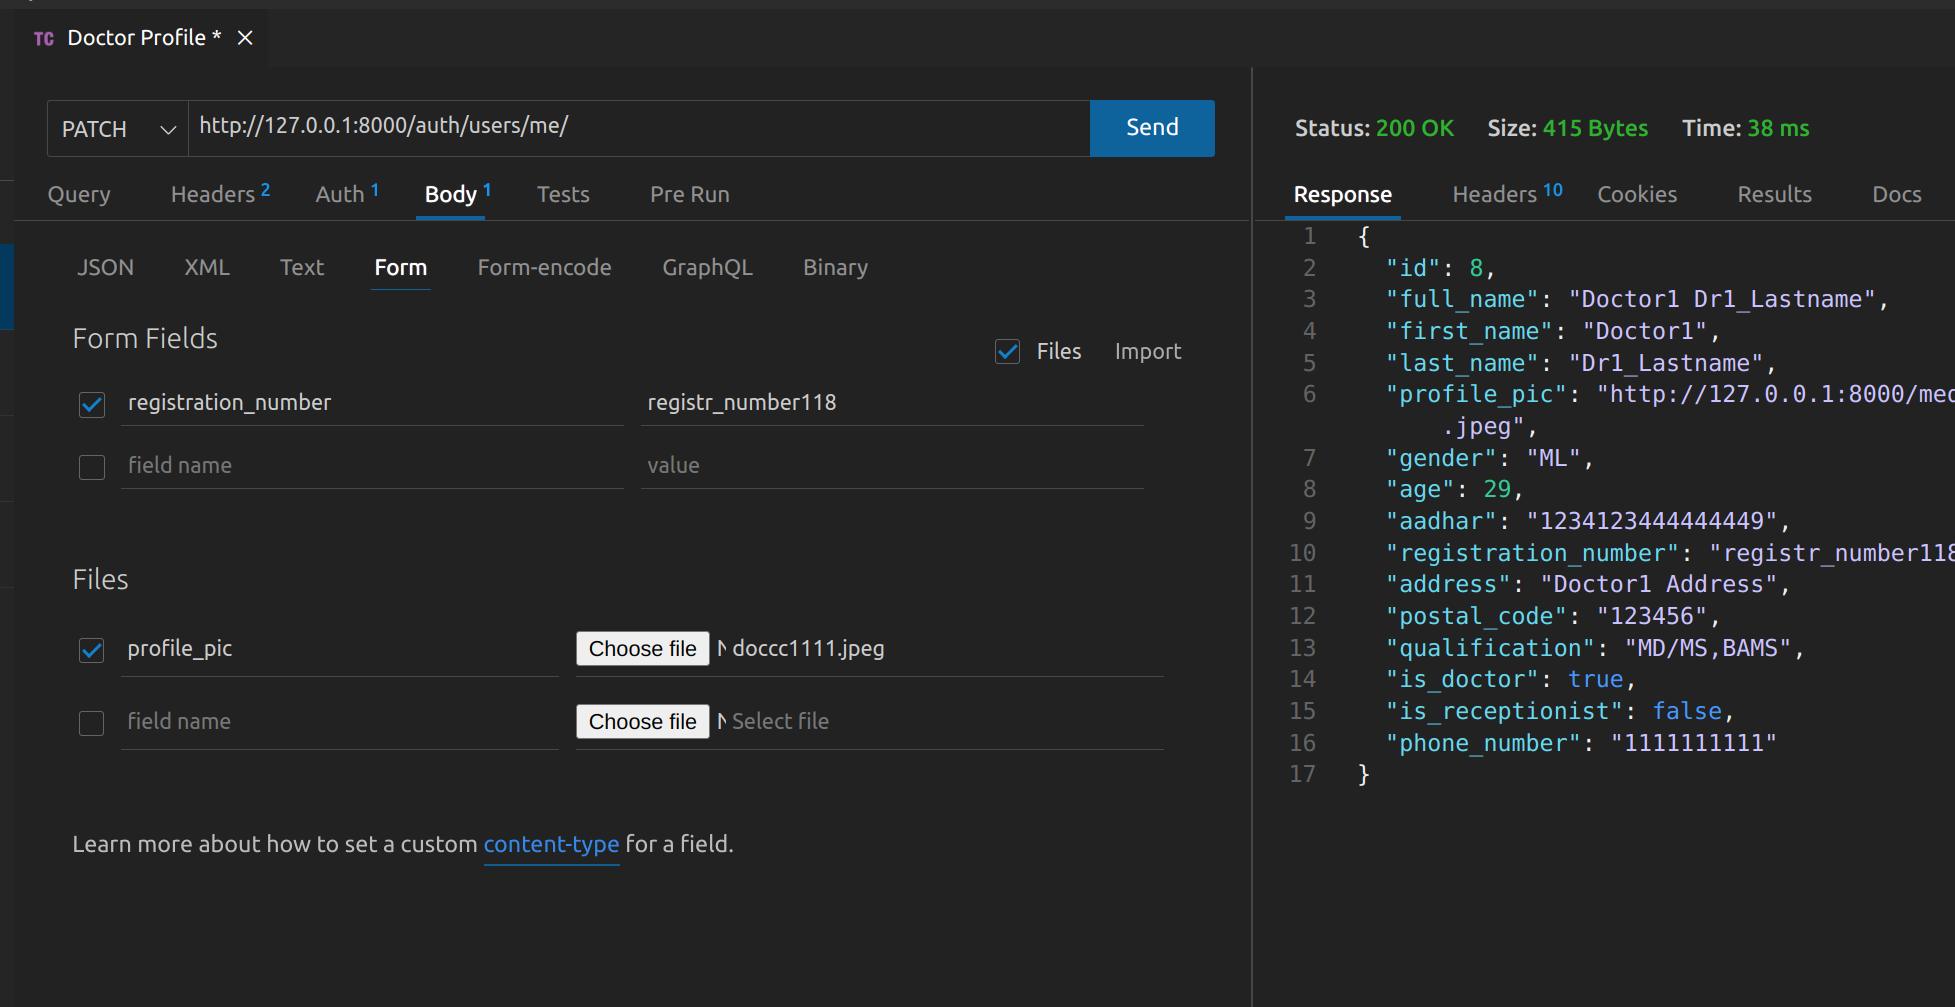 TC Doctor Profile *
PATCH http://127.0.0.1:8000/auth/users/me/ Send
Query Headers 2 Auth 1 Body 1 Tests Pre Run
JSON XML Text Form Form-encode GraphQL Binary
Form Fields
Files Import
registration_number registr_number118
field name value
Files
profile_pic Choose file N doccc1111.jpeg
field name Choose file N Select file
Learn more about how to set a custom content-type for a field.
Status: 200 OK Size: 415 Bytes Time: 38 ms
Response Headers 10 Cookies Results Docs
1 {
2 "id": 8,
3 "full_name": "Doctor1 Dr1_Lastname",
4 "first_name": "Doctor1",
5 "last_name": "Dr1_Lastname",
6 "profile_pic": "http://127.0.0.1:8000/med
.jpeg",
7 "gender": "ML",
8 "age": 29,
9 "aadhar": "1234123444444449",
10 "registration_number": "registr_number118
11 "address": "Doctor1 Address",
12 "postal_code": "123456",
13 "qualification": "MD/MS,BAMS",
14 "is_doctor": true,
15 "is_receptionist": false,
16 "phone_number": "1111111111"
17 }